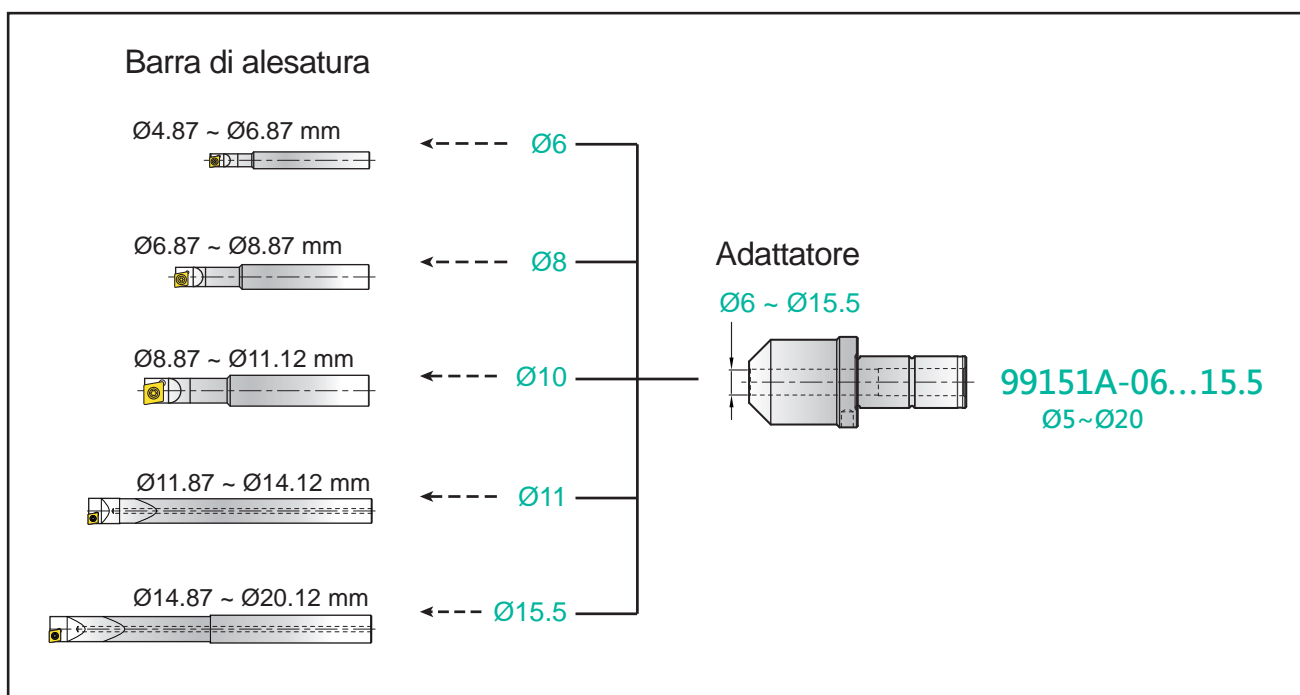 Barra di alesatura
Ø4.87 ~ Ø6.87 mm
Ø6
Ø6.87 ~ Ø8.87 mm
Ø8
Ø8.87 ~ Ø11.12 mm
Ø10
Ø11.87 ~ Ø14.12 mm
Ø11
Ø14.87 ~ Ø20.12 mm
Ø15.5
Adattatore
Ø6 ~ Ø15.5
99151A-06...15.5
Ø5~Ø20